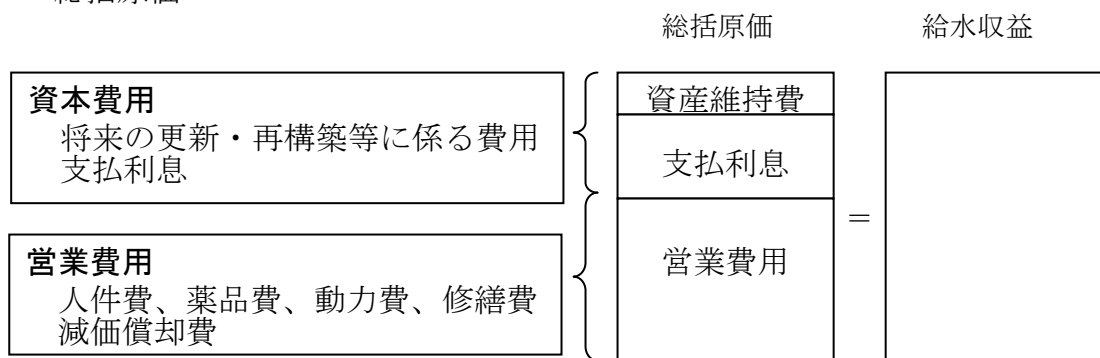 総括原価
総括原価
給水収益
資本費用
将来の更新・再構築等に係る費用
支払利息
資産維持費
支払利息
営業費用
=
営業費用
人件費、薬品費、動力費、修繕費
減価償却費